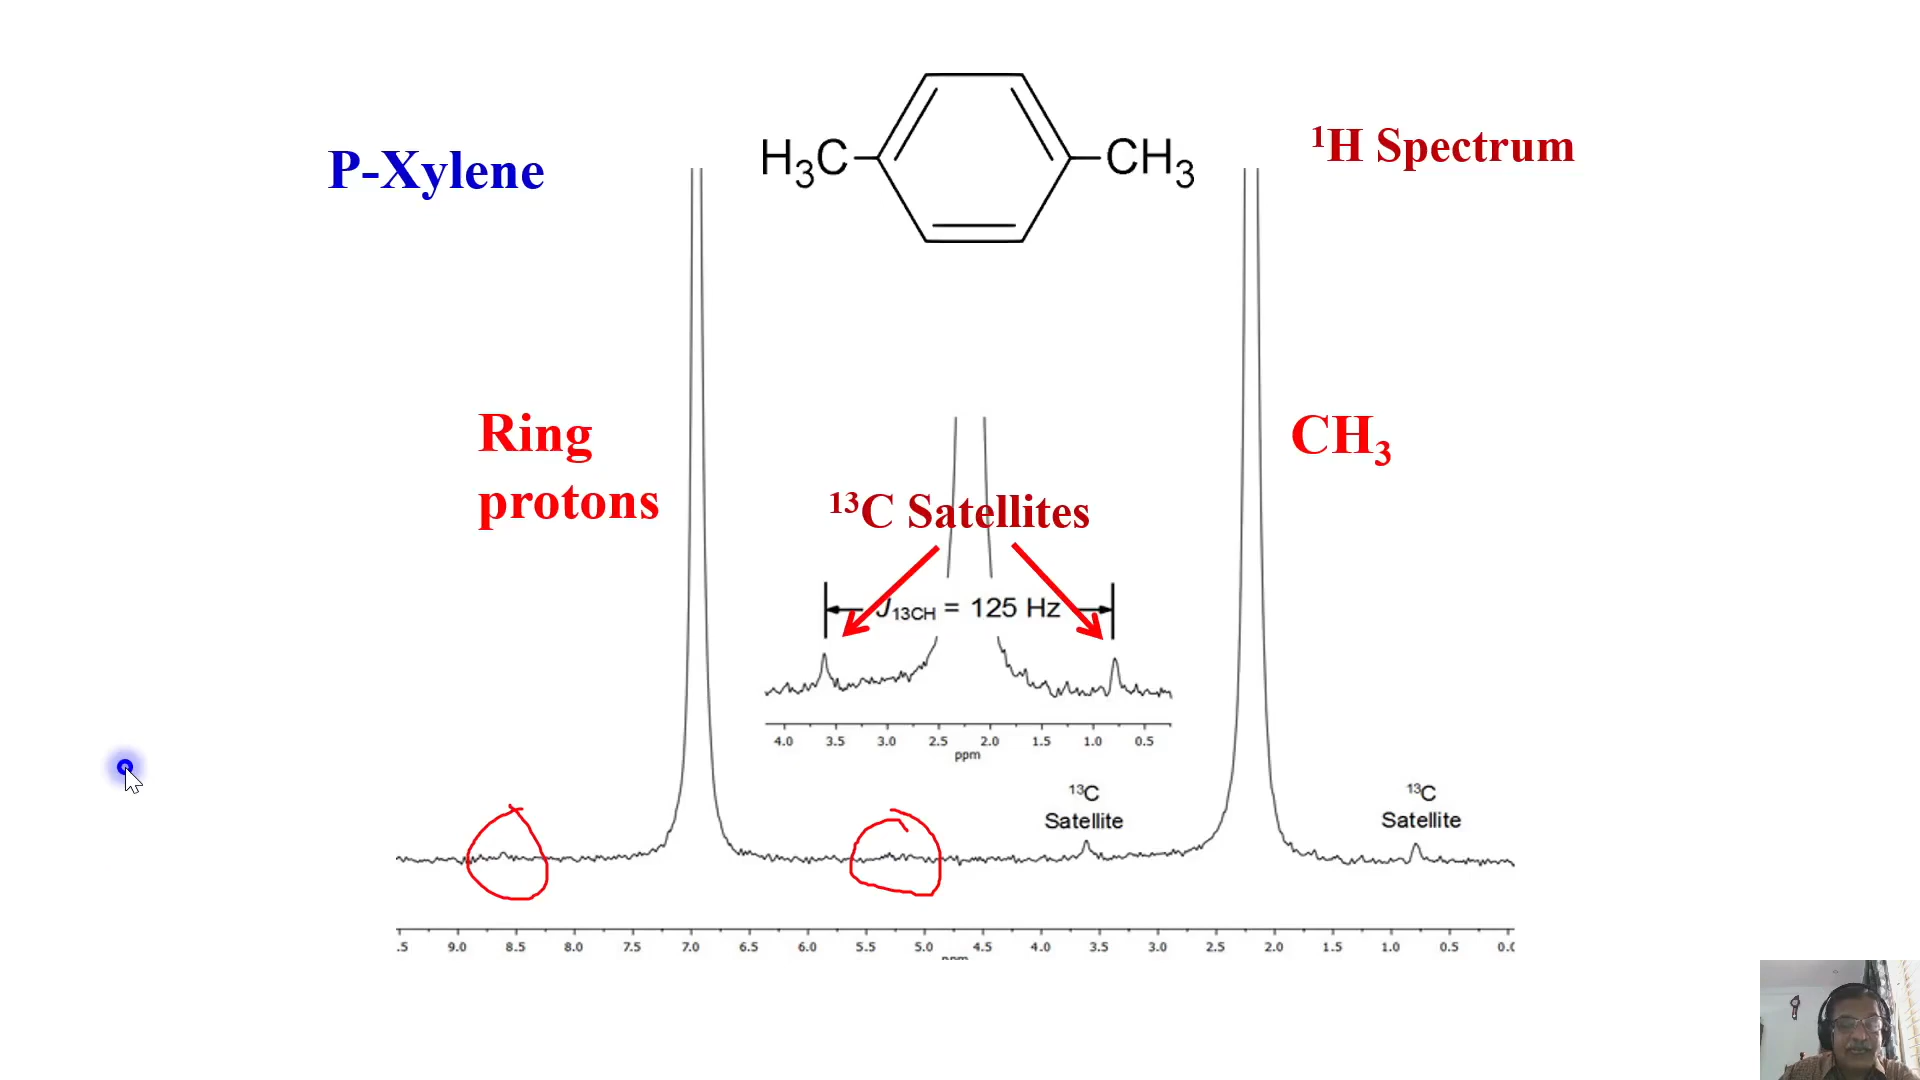 P-Xylene
H₃C
CH₃
¹H Spectrum
Ring
protons
CH₃
¹³C Satellites
J₁₃CH = 125 Hz
4.0 3.5 3.0 2.5 2.0 1.5 1.0 0.5
ppm
¹³C
Satellite
¹³C
Satellite
.5 9.0 8.5 8.0 7.5 7.0 6.5 6.0 5.5 5.0 4.5 4.0 3.5 3.0 2.5 2.0 1.5 1.0 0.5 0.0
ppm